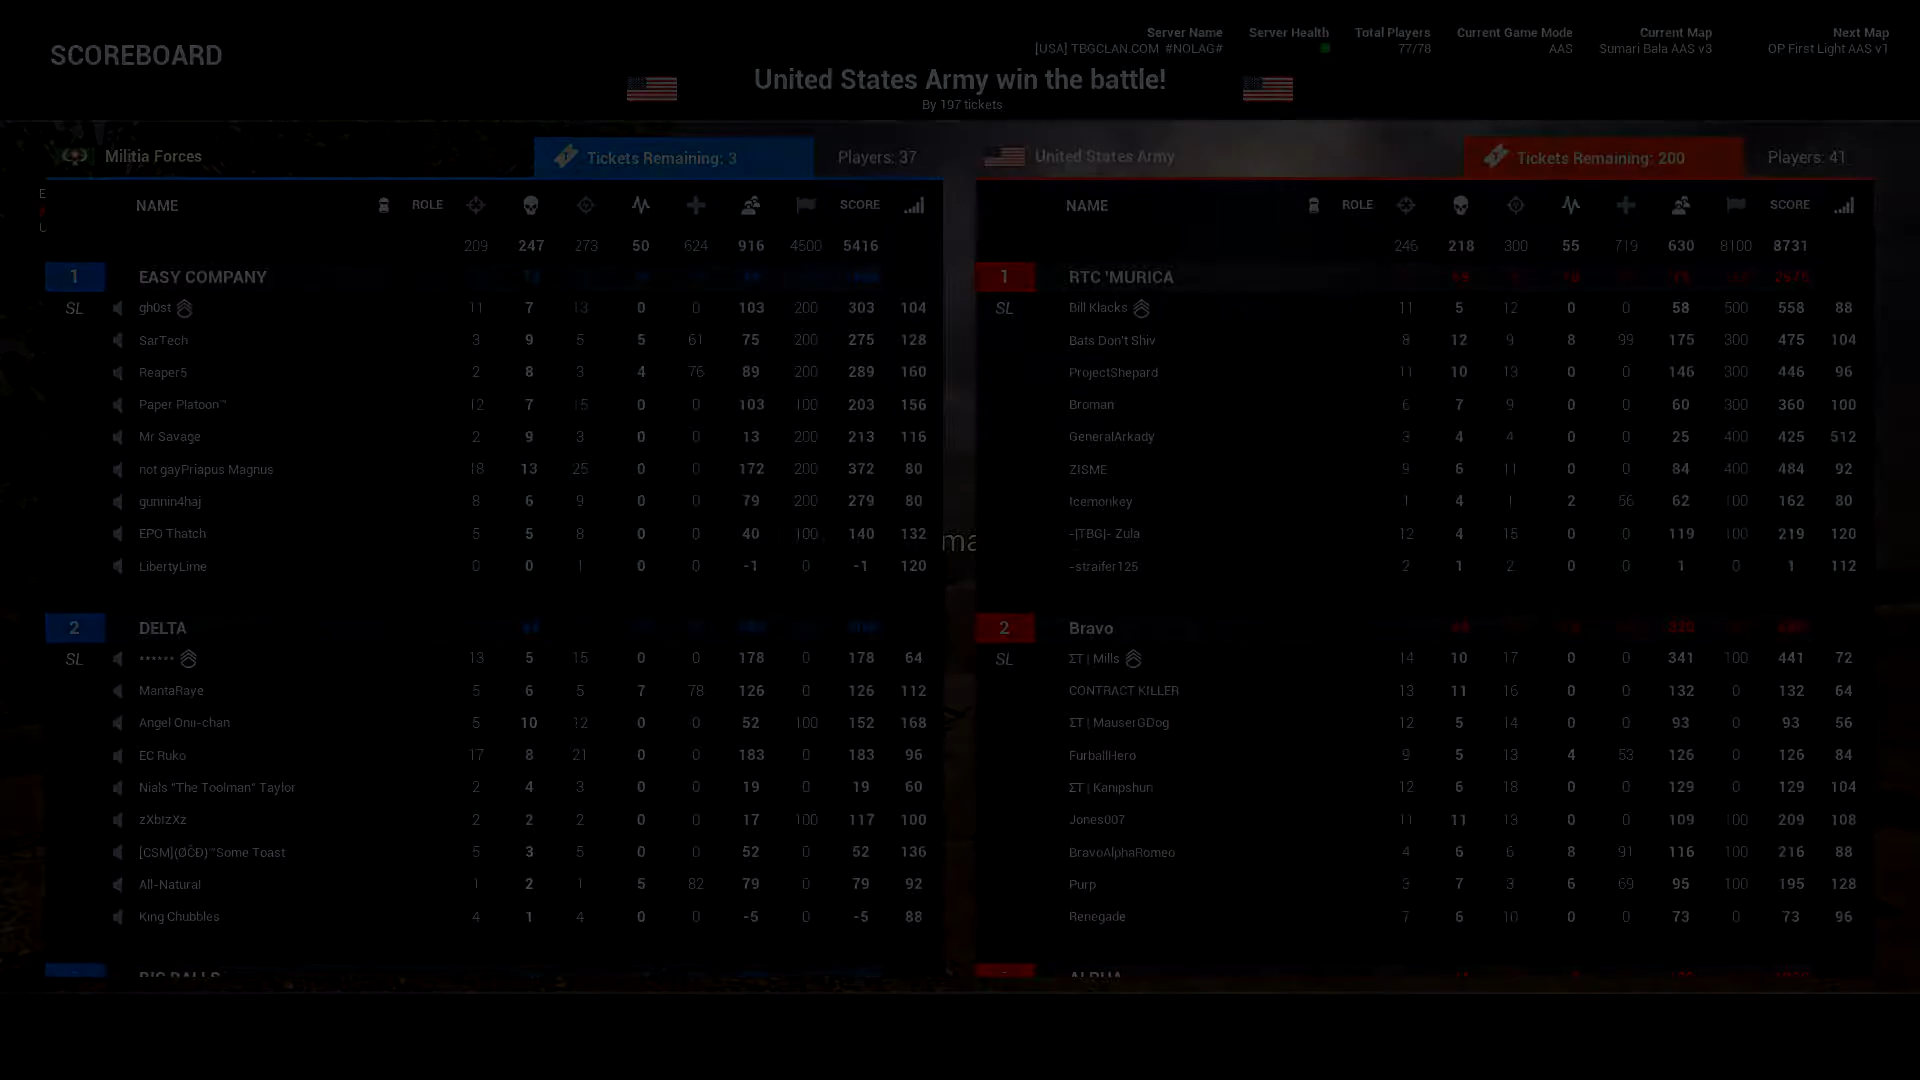 SCOREBOARD
Server Name Server Health Total Players Current Game Mode Current Map Next Map
[USA] TBGCLAN.COM #NOLAG# 77/78 AAS Sumari Bala AAS v3 OP First Light AAS v1
United States Army win the battle!
By 197 tickets
Militia Forces Tickets Remaining: 3 Players: 37
NAME ROLE SCORE
209 247 273 50 624 916 4500 5416
1 EASY COMPANY
SL gh0st 11 7 13 0 0 103 200 303 104
SarTech 3 9 5 5 61 75 200 275 128
Reaper5 2 8 3 4 76 89 200 289 160
Paper Platoon™ 12 7 15 0 0 103 100 203 156
Mr Savage 2 9 3 0 0 13 200 213 116
not gayPriapus Magnus 18 13 25 0 0 172 200 372 80
gunnin4haj 8 6 9 0 0 79 200 279 80
EPO Thatch 5 5 8 0 0 40 100 140 132
LibertyLime 0 0 1 0 0 -1 0 -1 120
2 DELTA
SL ****** 13 5 15 0 0 178 0 178 64
MantaRaye 5 6 5 7 78 126 0 126 112
Angel Onii-chan 5 10 12 0 0 52 100 152 168
EC Ruko 17 8 21 0 0 183 0 183 96
Nials "The Toolman" Taylor 2 4 3 0 0 19 0 19 60
zXbizXz 2 2 2 0 0 17 100 117 100
[CSM](ØČĐ)™Some Toast 5 3 5 0 0 52 0 52 136
All-Natural 1 2 1 5 82 79 0 79 92
King Chubbles 4 1 4 0 0 -5 0 -5 88
BIG BALLS
United States Army Tickets Remaining: 200 Players: 41
NAME ROLE SCORE
246 218 300 55 719 630 8100 8731
1 RTC 'MURICA
SL Bill Klacks 11 5 12 0 0 58 500 558 88
Bats Don't Shiv 8 12 9 8 99 175 300 475 104
ProjectShepard 11 10 13 0 0 146 300 446 96
Broman 6 7 9 0 0 60 300 360 100
GeneralArkady 3 4 4 0 0 25 400 425 512
ZISME 9 6 11 0 0 84 400 484 92
Icemonkey 1 4 1 2 56 62 100 162 80
-|TBG|- Zula 12 4 15 0 0 119 100 219 120
-straifer125 2 1 2 0 0 1 0 1 112
2 Bravo
SL ΣT | Mills 14 10 17 0 0 341 100 441 72
CONTRACT KILLER 13 11 16 0 0 132 0 132 64
ΣT | MauserGDog 12 5 14 0 0 93 0 93 56
FurballHero 9 5 13 4 53 126 0 126 84
ΣT | Kanipshun 12 6 18 0 0 129 0 129 104
Jones007 11 11 13 0 0 109 100 209 108
BravoAlphaRomeo 4 6 6 8 91 116 100 216 88
Purp 3 7 3 6 69 95 100 195 128
Renegade 7 6 10 0 0 73 0 73 96
ALPHA